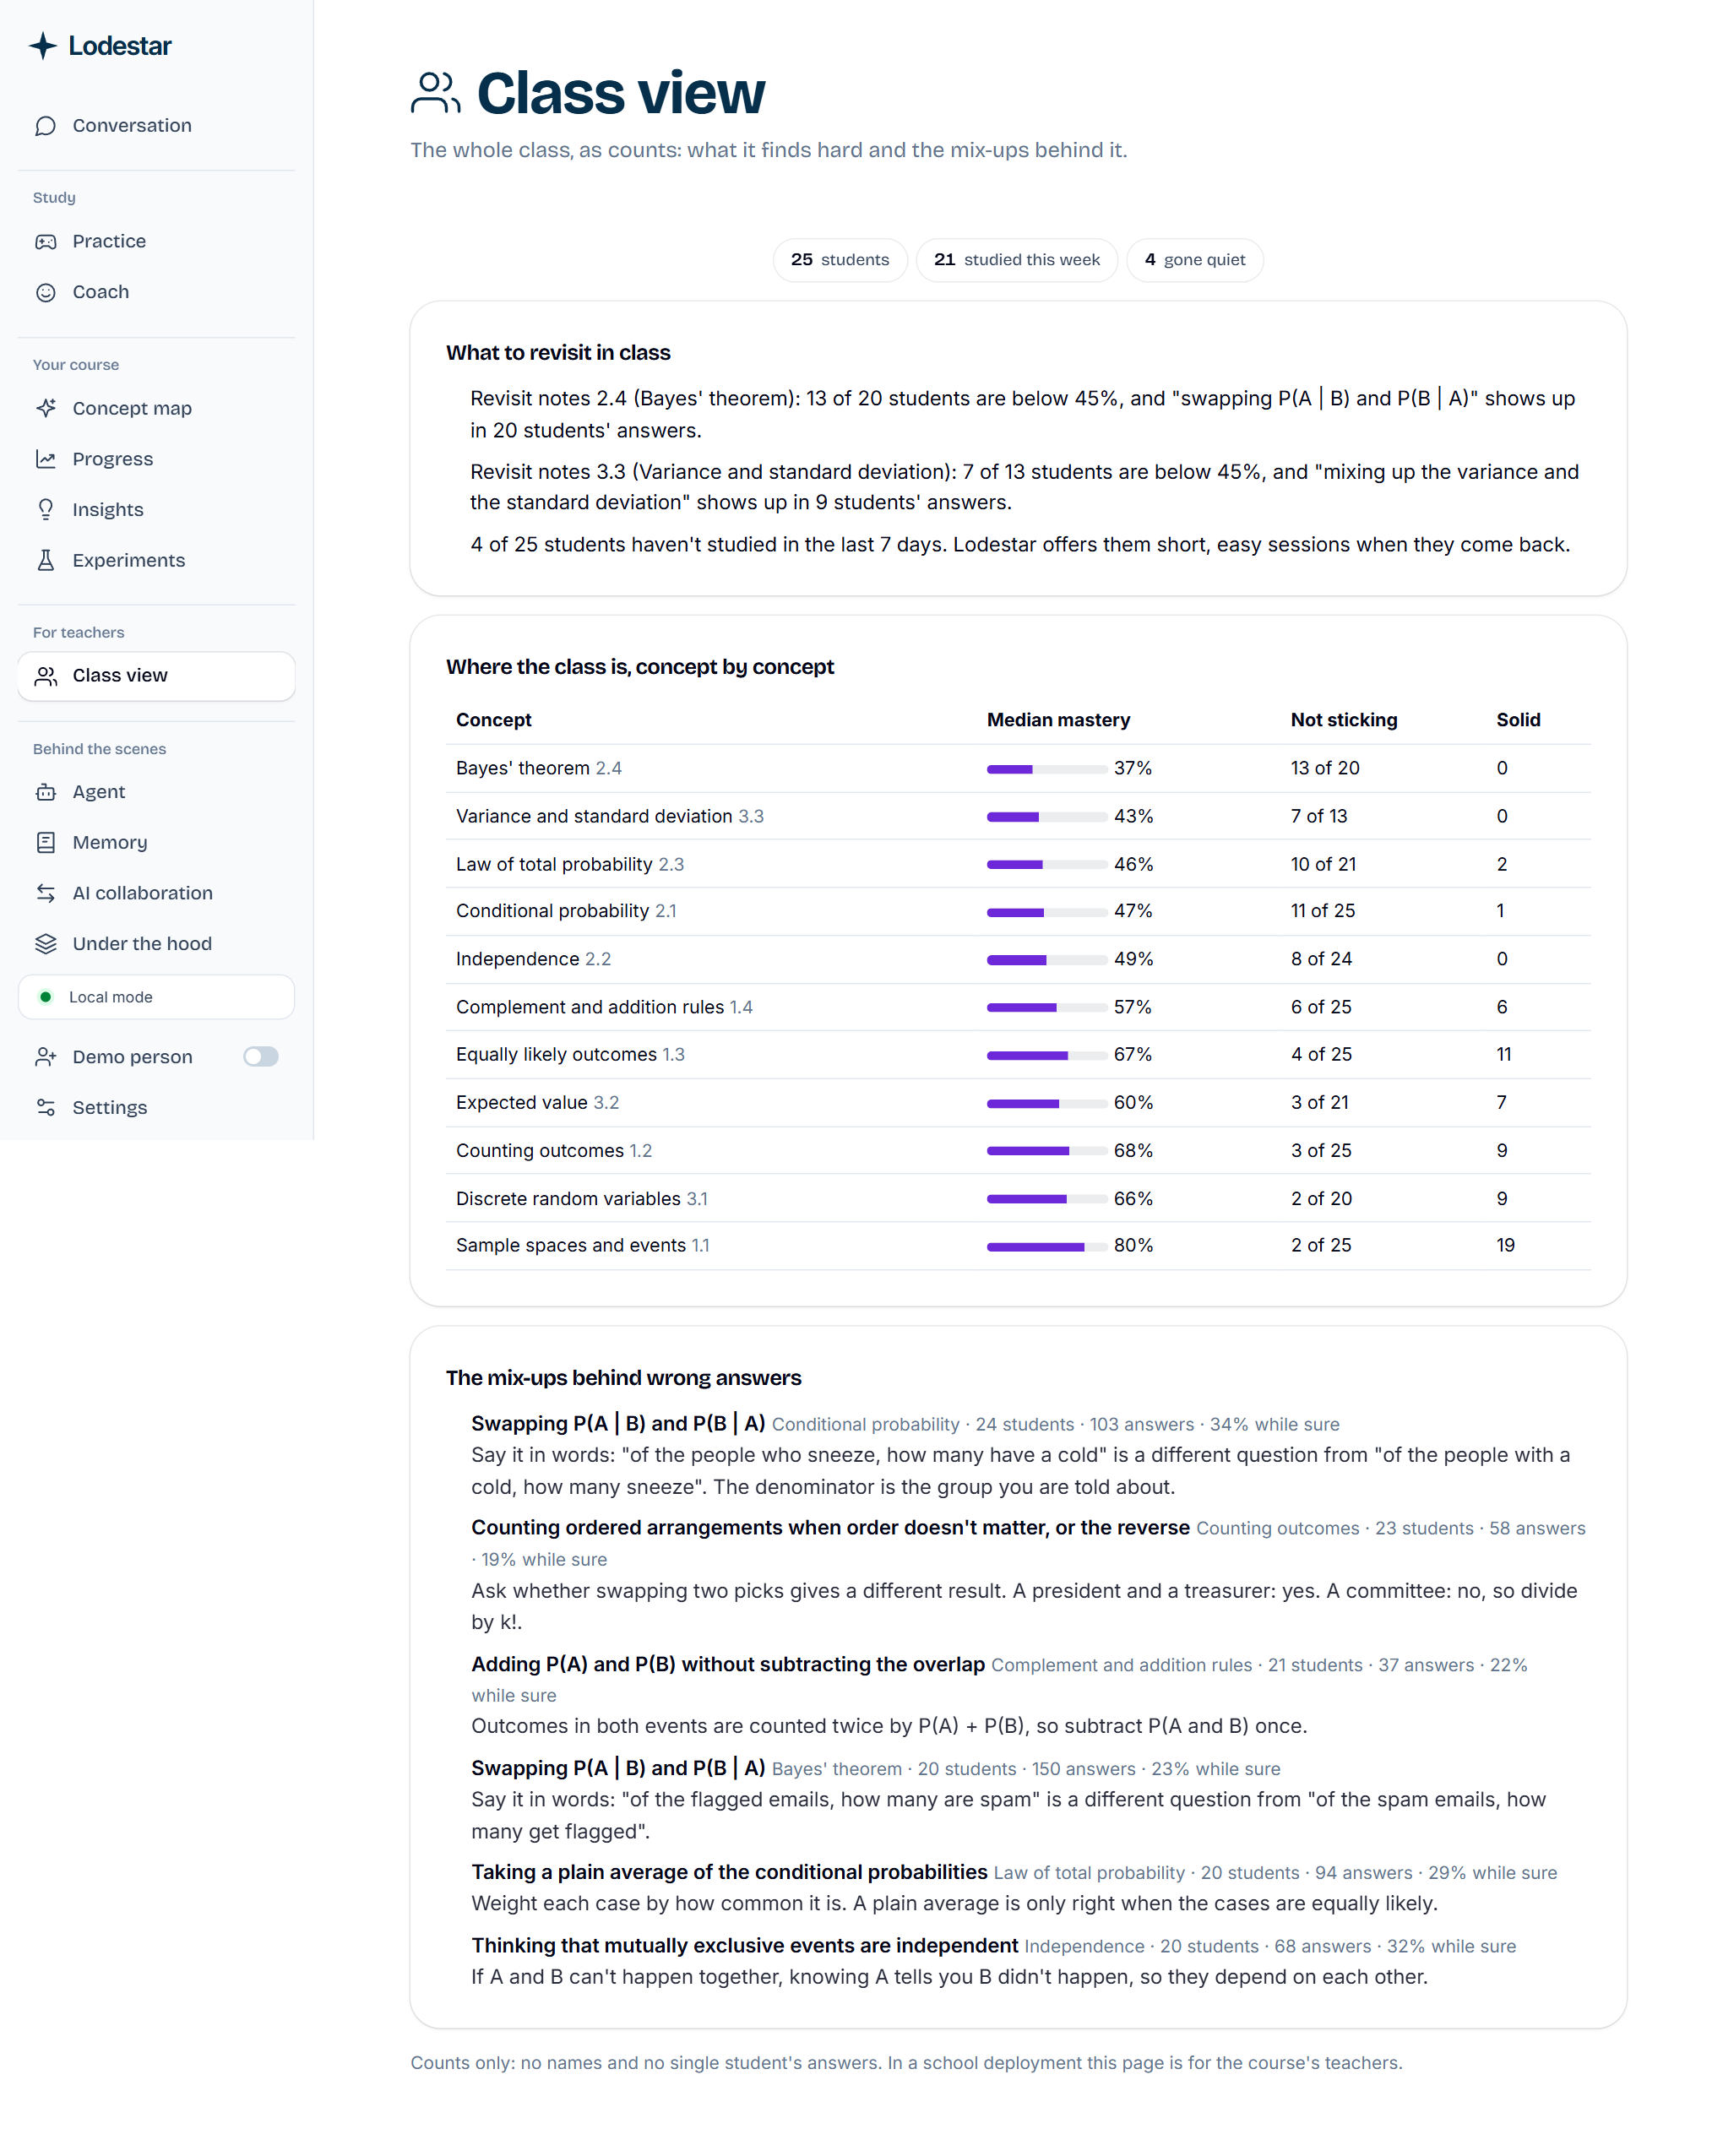 Lodestar
Conversation
Study
Practice
Coach
Your course
Concept map
Progress
Insights
Experiments
For teachers
Class view
Behind the scenes
Agent
Memory
AI collaboration
Under the hood
Local mode
Demo person
Settings
Class view
The whole class, as counts: what it finds hard and the mix-ups behind it.
25 students
21 studied this week
4 gone quiet
What to revisit in class
Revisit notes 2.4 (Bayes' theorem): 13 of 20 students are below 45%, and "swapping P(A | B) and P(B | A)" shows up
in 20 students' answers.
Revisit notes 3.3 (Variance and standard deviation): 7 of 13 students are below 45%, and "mixing up the variance and
the standard deviation" shows up in 9 students' answers.
4 of 25 students haven't studied in the last 7 days. Lodestar offers them short, easy sessions when they come back.
Where the class is, concept by concept
Concept Median mastery Not sticking Solid
Bayes' theorem 2.4 37% 13 of 20 0
Variance and standard deviation 3.3 43% 7 of 13 0
Law of total probability 2.3 46% 10 of 21 2
Conditional probability 2.1 47% 11 of 25 1
Independence 2.2 49% 8 of 24 0
Complement and addition rules 1.4 57% 6 of 25 6
Equally likely outcomes 1.3 67% 4 of 25 11
Expected value 3.2 60% 3 of 21 7
Counting outcomes 1.2 68% 3 of 25 9
Discrete random variables 3.1 66% 2 of 20 9
Sample spaces and events 1.1 80% 2 of 25 19
The mix-ups behind wrong answers
Swapping P(A | B) and P(B | A) Conditional probability · 24 students · 103 answers · 34% while sure
Say it in words: "of the people who sneeze, how many have a cold" is a different question from "of the people with a
cold, how many sneeze". The denominator is the group you are told about.
Counting ordered arrangements when order doesn't matter, or the reverse Counting outcomes · 23 students · 58 answers
· 19% while sure
Ask whether swapping two picks gives a different result. A president and a treasurer: yes. A committee: no, so divide
by k!.
Adding P(A) and P(B) without subtracting the overlap Complement and addition rules · 21 students · 37 answers · 22%
while sure
Outcomes in both events are counted twice by P(A) + P(B), so subtract P(A and B) once.
Swapping P(A | B) and P(B | A) Bayes' theorem · 20 students · 150 answers · 23% while sure
Say it in words: "of the flagged emails, how many are spam" is a different question from "of the spam emails, how
many get flagged".
Taking a plain average of the conditional probabilities Law of total probability · 20 students · 94 answers · 29% while sure
Weight each case by how common it is. A plain average is only right when the cases are equally likely.
Thinking that mutually exclusive events are independent Independence · 20 students · 68 answers · 32% while sure
If A and B can't happen together, knowing A tells you B didn't happen, so they depend on each other.
Counts only: no names and no single student's answers. In a school deployment this page is for the course's teachers.